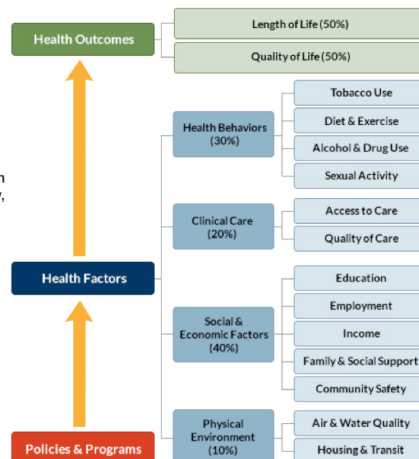 Health Outcomes
Length of Life (50%)
Quality of Life (50%)
Health Factors
Health Behaviors
(30%)
Tobacco Use
Diet & Exercise
Alcohol & Drug Use
Sexual Activity
Clinical Care
(20%)
Access to Care
Quality of Care
Social &
Economic Factors
(40%)
Education
Employment
Income
Family & Social Support
Community Safety
Physical
Environment
(10%)
Air & Water Quality
Housing & Transit
Policies & Programs